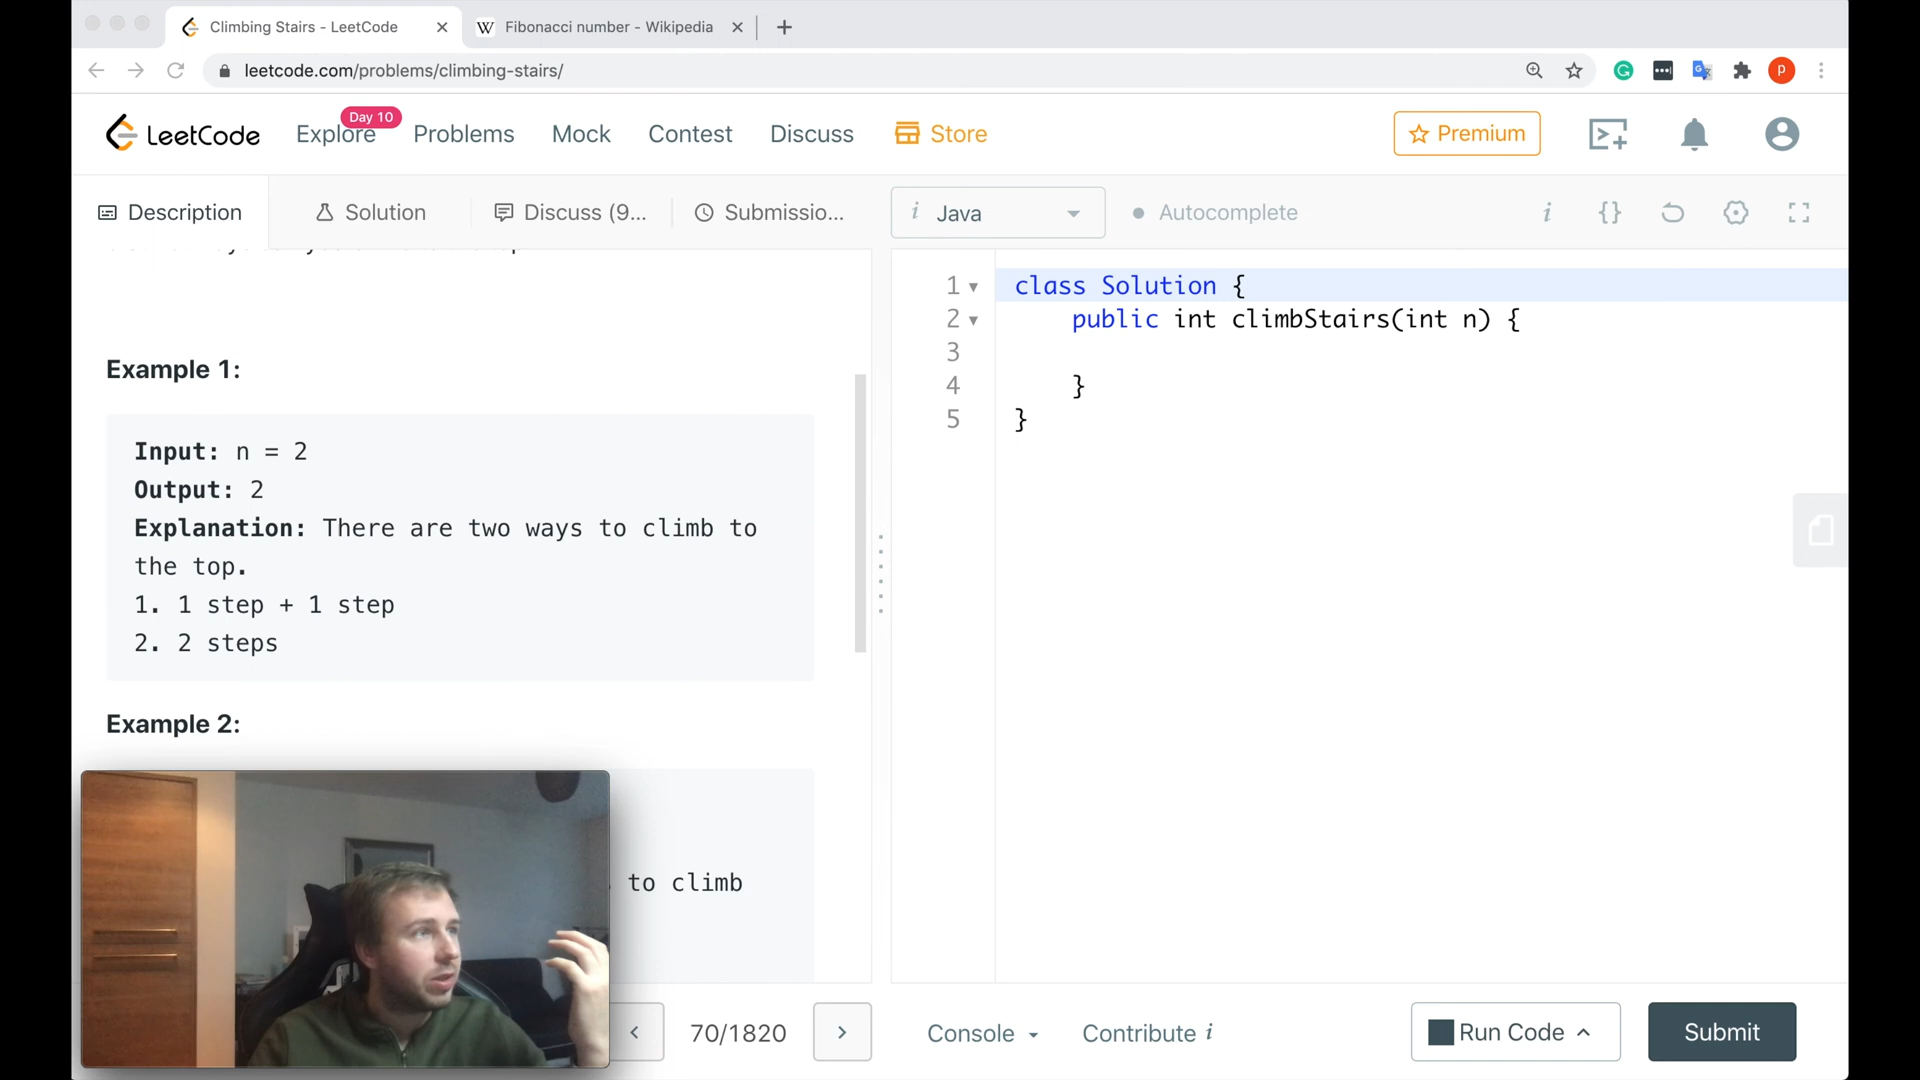 Climbing Stairs - LeetCode
W Fibonacci number - Wikipedia
leetcode.com/problems/climbing-stairs/
P
LeetCode
Explore
Day 10
Problems
Mock
Contest
Discuss
Store
Premium
Description
Solution
Discuss (9...
Submissio...
Example 1:
Input: n = 2
Output: 2
Explanation: There are two ways to climb to
the top.
1. 1 step + 1 step
2. 2 steps
Example 2:
to climb
70/1820
i Java
Autocomplete
i {}
1 class Solution {
2 public int climbStairs(int n) {
3
4 }
5 }
Console
Contribute i
Run Code
Submit